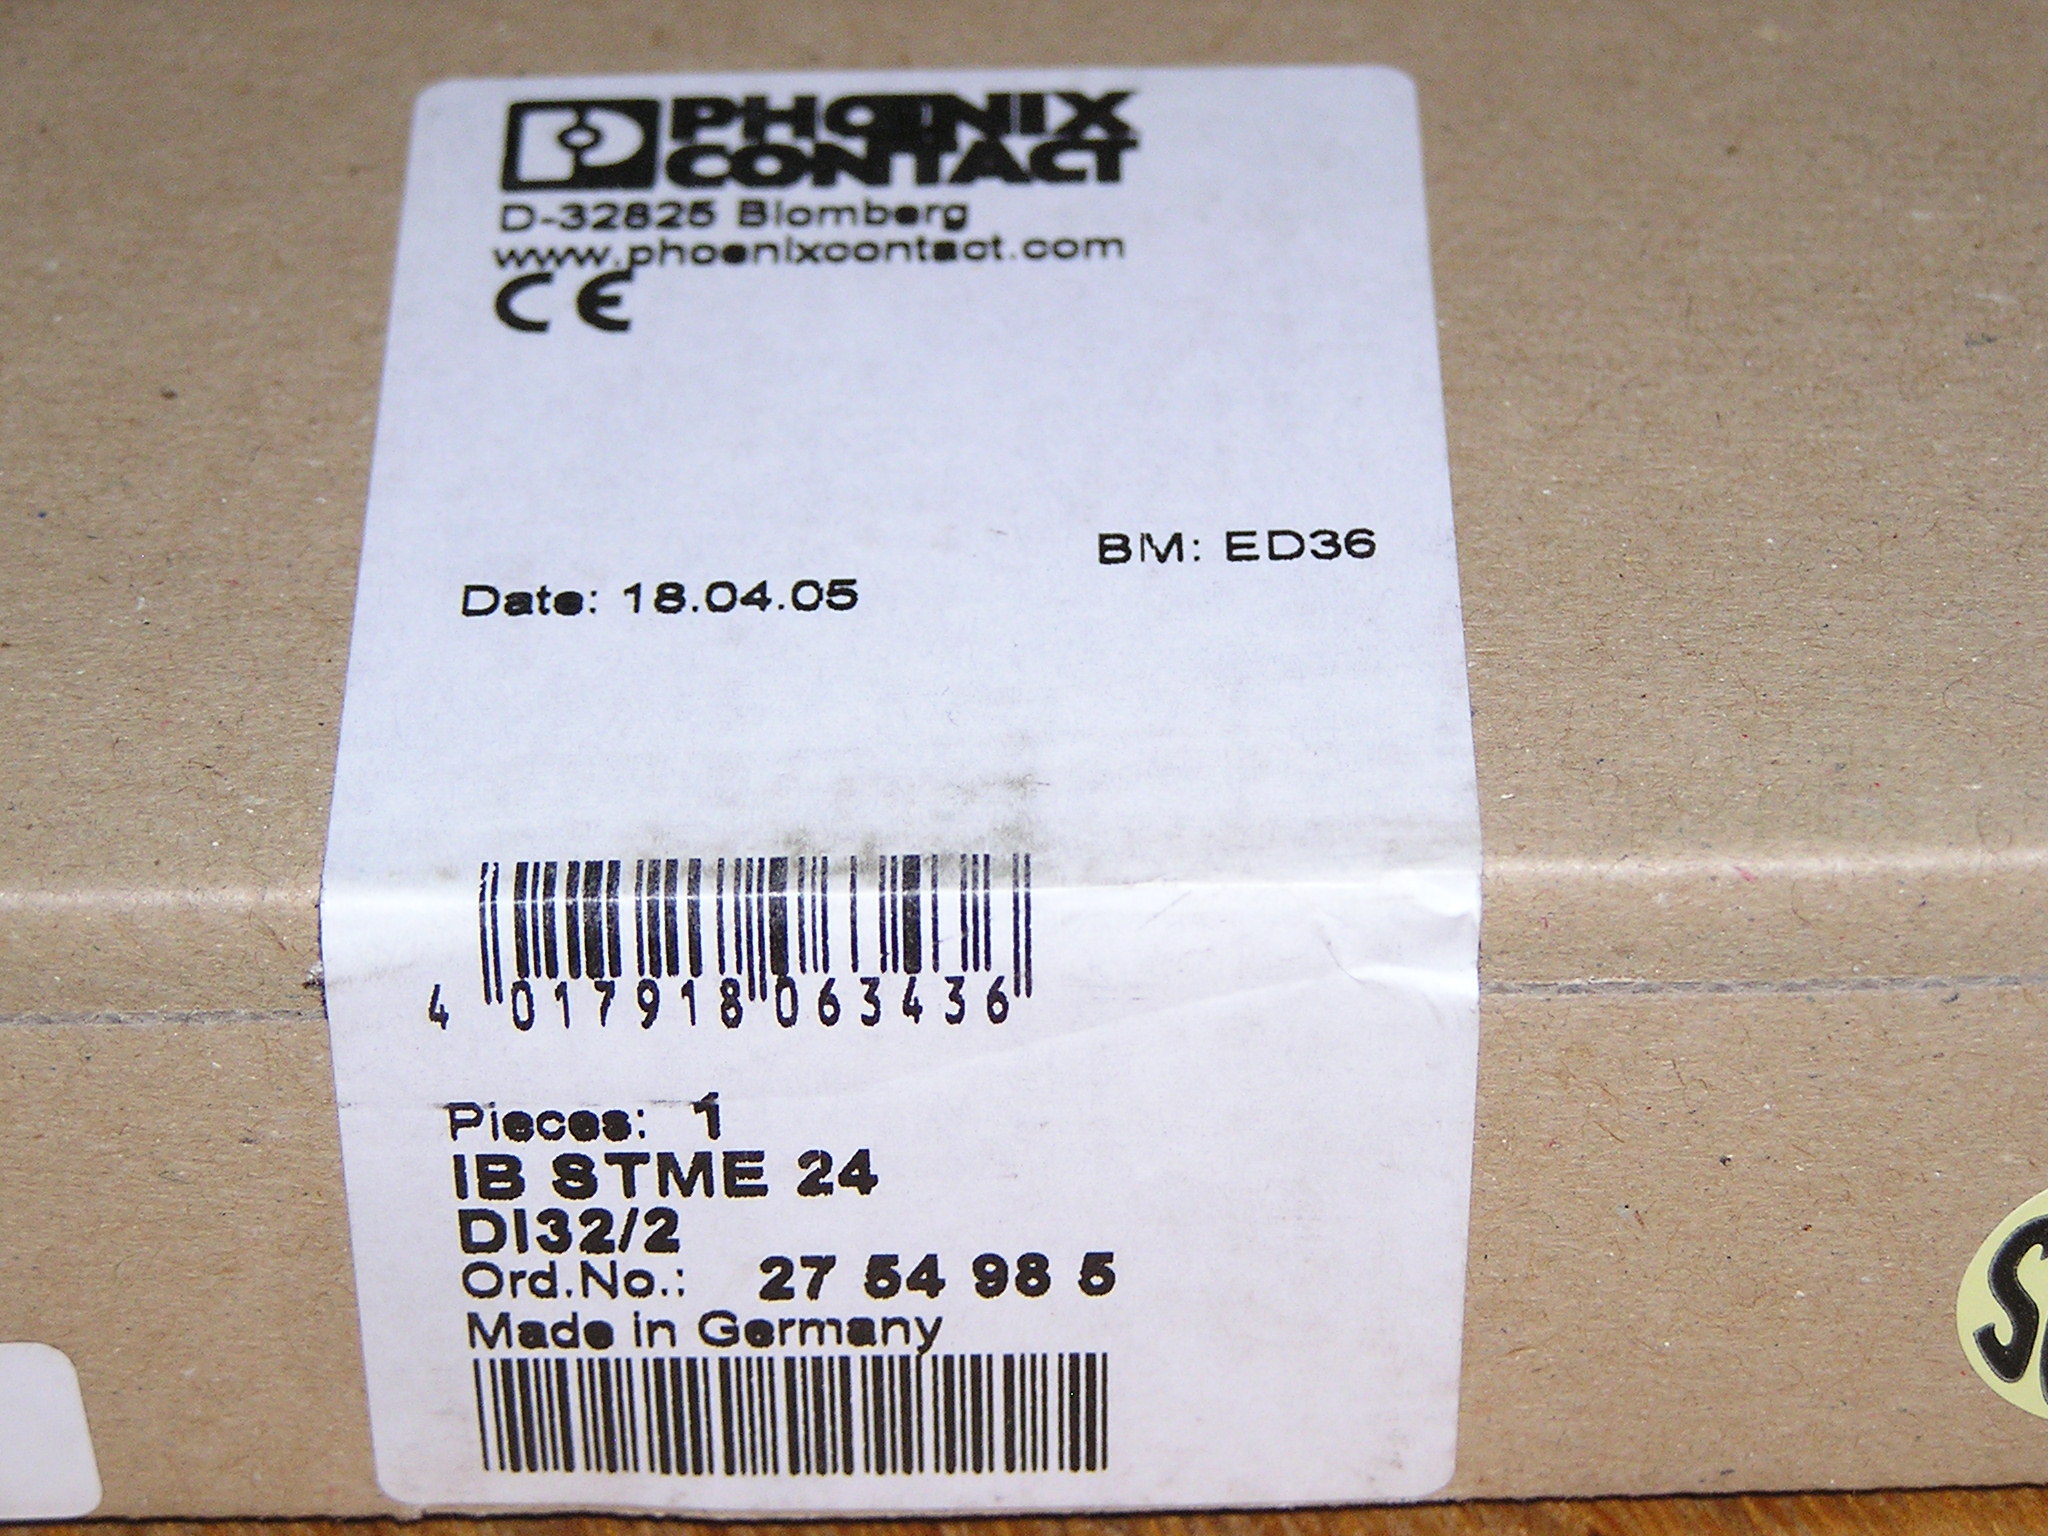 PHOENIX
CONTACT
D-32825 Blomberg
www.phoenixcontact.com
CE
BM: ED36
Date: 18.04.05
4 017918 063436
Pieces: 1
IB STME 24
DI32/2
Ord.No.: 27 54 98 5
Made in Germany